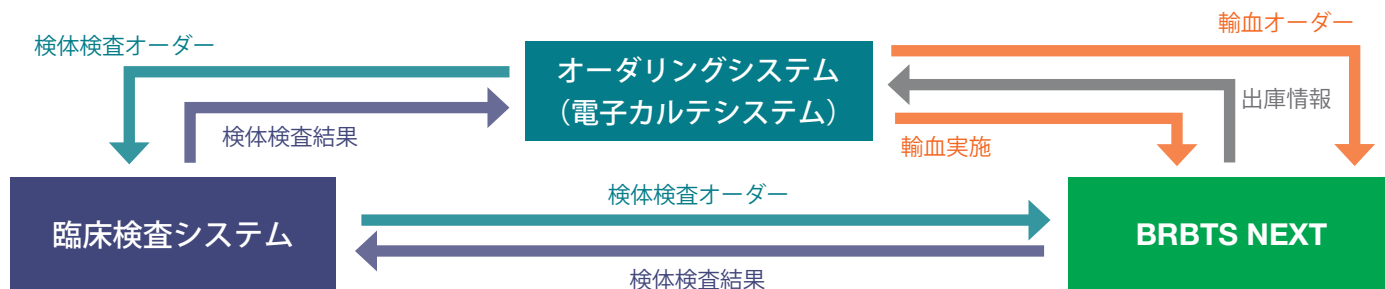 輸血オーダー
検体検査オーダー
オーダリングシステム
（電子カルテシステム）
出庫情報
検体検査結果
輸血実施
検体検査オーダー
臨床検査システム
BRBTS NEXT
検体検査結果